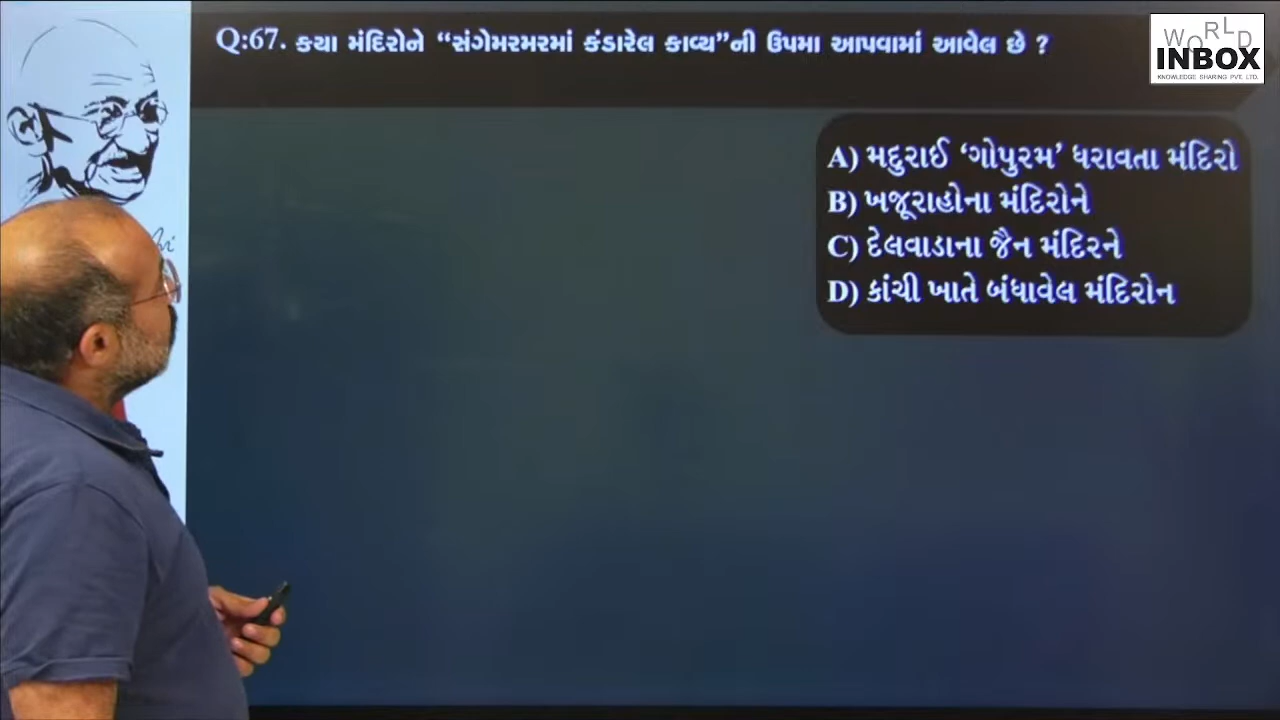 Q:67. કયા મંદિરોને “સંગેમરમરમાં કંડારેલ કાવ્ય”ની ઉપમા આપવામાં આવેલ છે ?
WORLD
INBOX
KNOWLEDGE SHARING PVT. LTD.
A) મદુરાઈ ‘ગોપુરમ’ ધરાવતા મંદિરો
B) ખજૂરાહોના મંદિરોને
C) દેલવાડાના જૈન મંદિરને
D) કાંચી ખાતે બંધાવેલ મંદિરોન